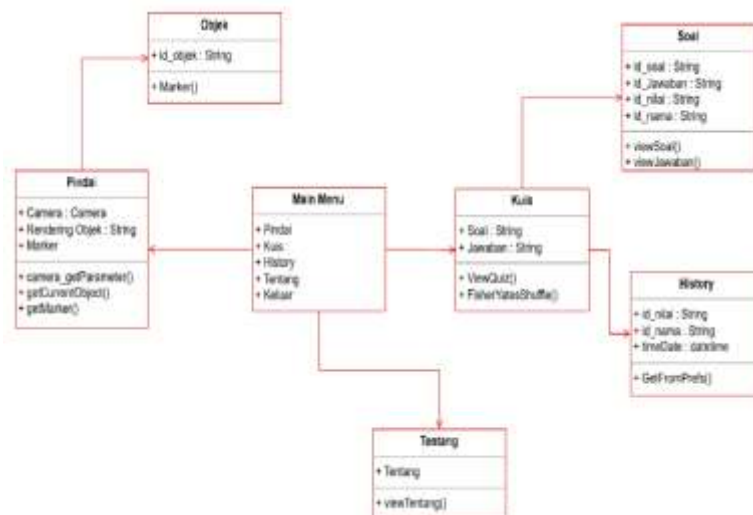 Objek
+ id_objek : String
+ Marker()
Soal
+ id_soal : String
+ id_Jawaban : String
+ id_nilai : String
+ id_nama : String
+ viewSoal()
+ viewJawaban()
Pindai
+ Camera : Camera
+ Rendering Objek : String
+ Marker
+ camera_getParameter()
+ getCurrentObject()
+ getMarker()
Main Menu
+ Pindai
+ Kuis
+ History
+ Tentang
+ Keluar
Kuis
+ Soal : String
+ Jawaban : String
+ ViewQuiz()
+ FisherYatesShuffle()
History
+ id_nilai : String
+ id_nama : String
+ timeDate : datetime
+ GetFromPrefs()
Tentang
+ Tentang
+ viewTentang()